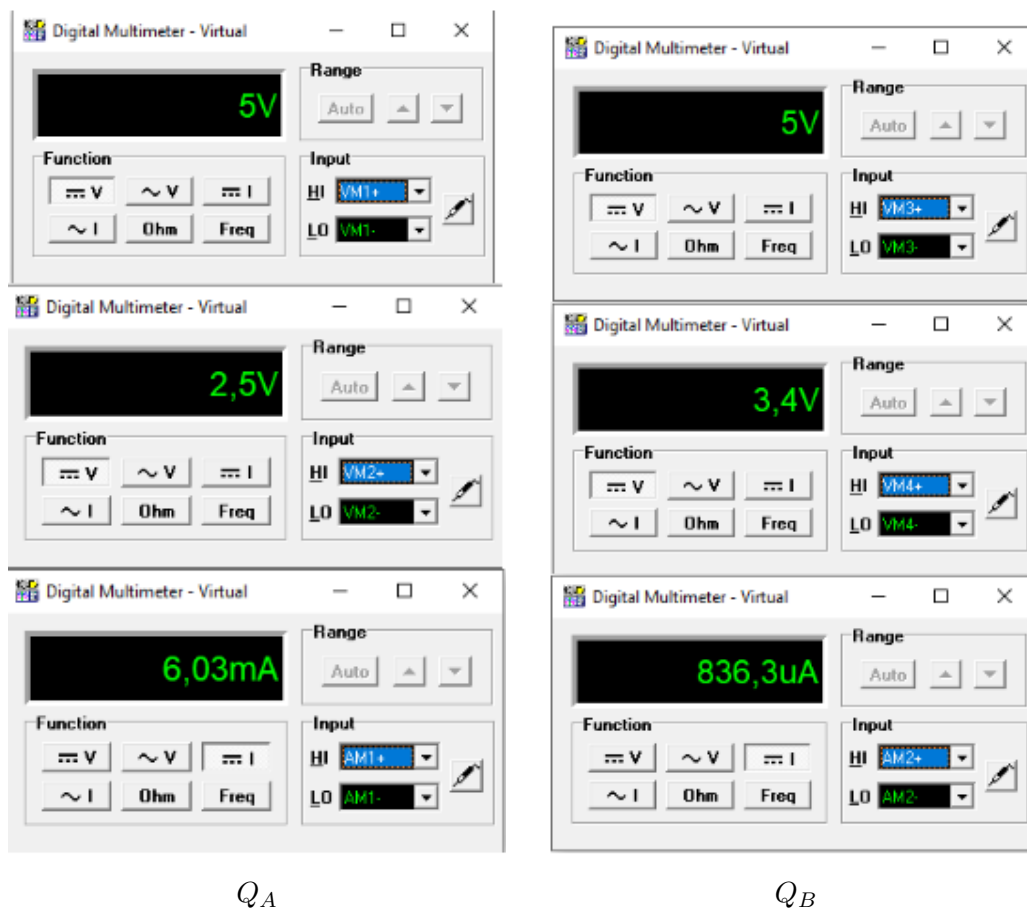 Digital Multimeter - Virtual
5V
Range
Auto
Function
V
V
I
I
Ohm
Freq
Input
HI VM1+
LO VM1-
Digital Multimeter - Virtual
2,5V
Range
Auto
Function
V
V
I
I
Ohm
Freq
Input
HI VM2+
LO VM2-
Digital Multimeter - Virtual
6,03mA
Range
Auto
Function
V
V
I
I
Ohm
Freq
Input
HI AM1+
LO AM1-
Q_A
Digital Multimeter - Virtual
5V
Range
Auto
Function
V
V
I
I
Ohm
Freq
Input
HI VM3+
LO VM3-
Digital Multimeter - Virtual
3,4V
Range
Auto
Function
V
V
I
I
Ohm
Freq
Input
HI VM4+
LO VM4-
Digital Multimeter - Virtual
836,3uA
Range
Auto
Function
V
V
I
I
Ohm
Freq
Input
HI AM2+
LO AM2-
Q_B